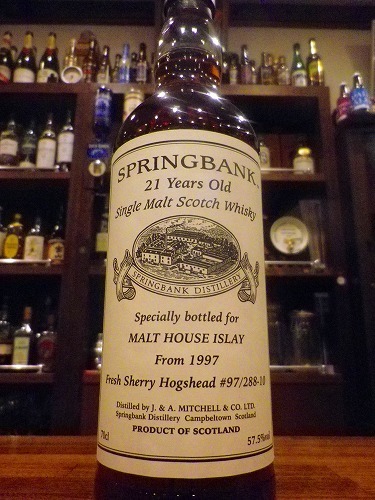 SPRINGBANK.
21 Years Old
Single Malt Scotch Whisky
SPRINGBANK DISTILLERY
Specially bottled for
MALT HOUSE ISLAY
From 1997
Fresh Sherry Hogshead #97/288-10
Distilled by J. & A. MITCHELL & CO. LTD.
Springbank Distillery Campbeltown Scotland
70cl
PRODUCT OF SCOTLAND
57.5%vol